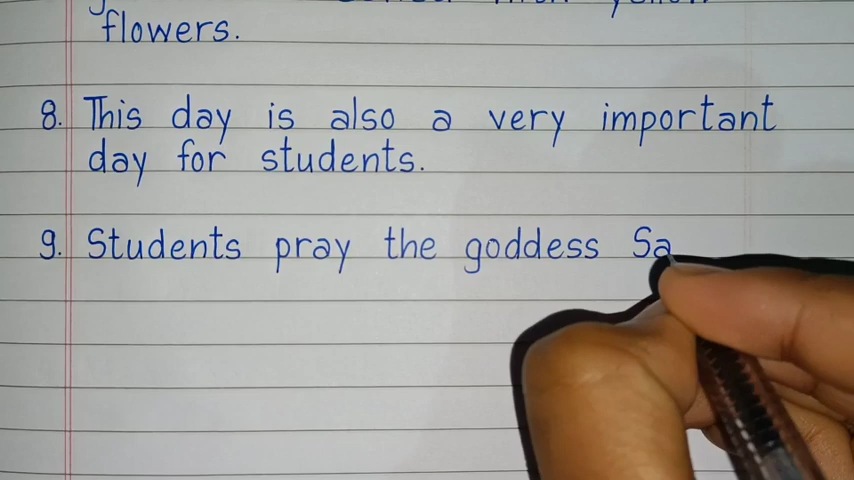 flowers.
8. This day is also a very important
day for students.
9. Students pray the goddess Sa